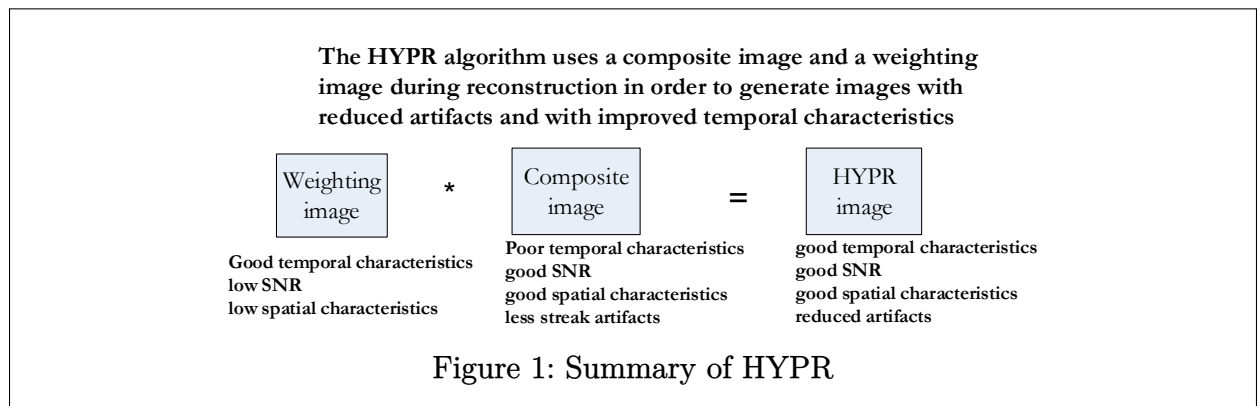 The HYPR algorithm uses a composite image and a weighting
image during reconstruction in order to generate images with
reduced artifacts and with improved temporal characteristics
Weighting
image
*
Composite
image
=
HYPR
image
Good temporal characteristics
low SNR
low spatial characteristics
Poor temporal characteristics
good SNR
good spatial characteristics
less streak artifacts
good temporal characteristics
good SNR
good spatial characteristics
reduced artifacts
Figure 1: Summary of HYPR